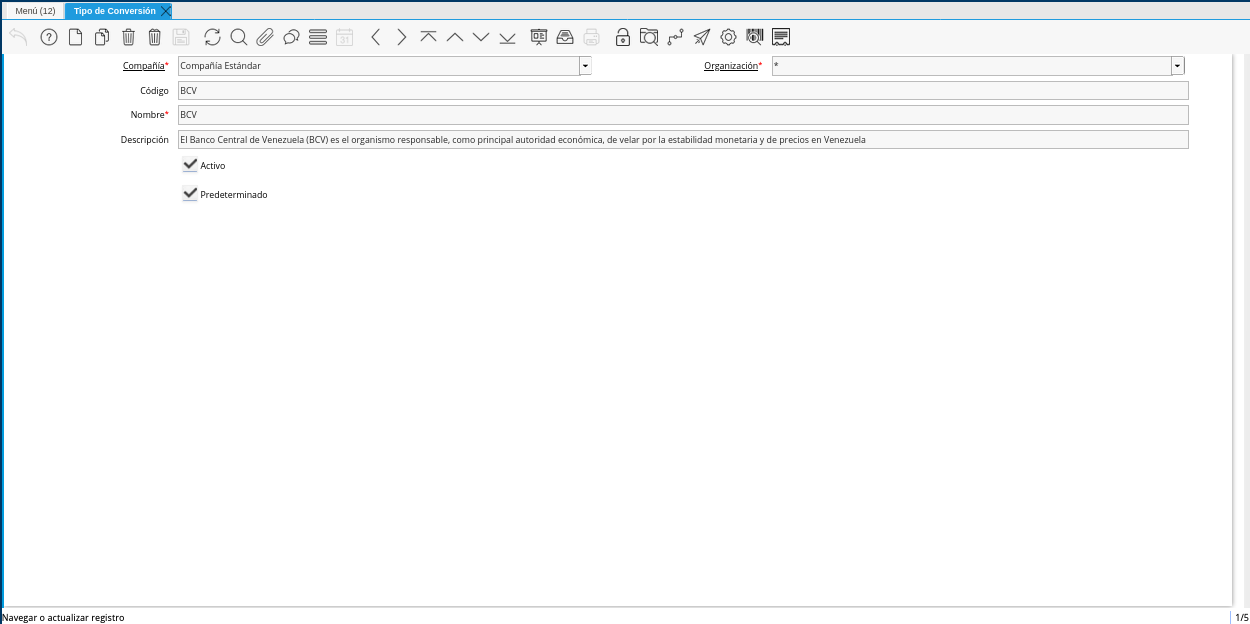 Menú (12) Tipo de Conversión
Compañía* Compañía Estándar Organización* *
Código BCV
Nombre* BCV
Descripción El Banco Central de Venezuela (BCV) es el organismo responsable, como principal autoridad económica, de velar por la estabilidad monetaria y de precios en Venezuela
Activo
Predeterminado
Navegar o actualizar registro 1/5